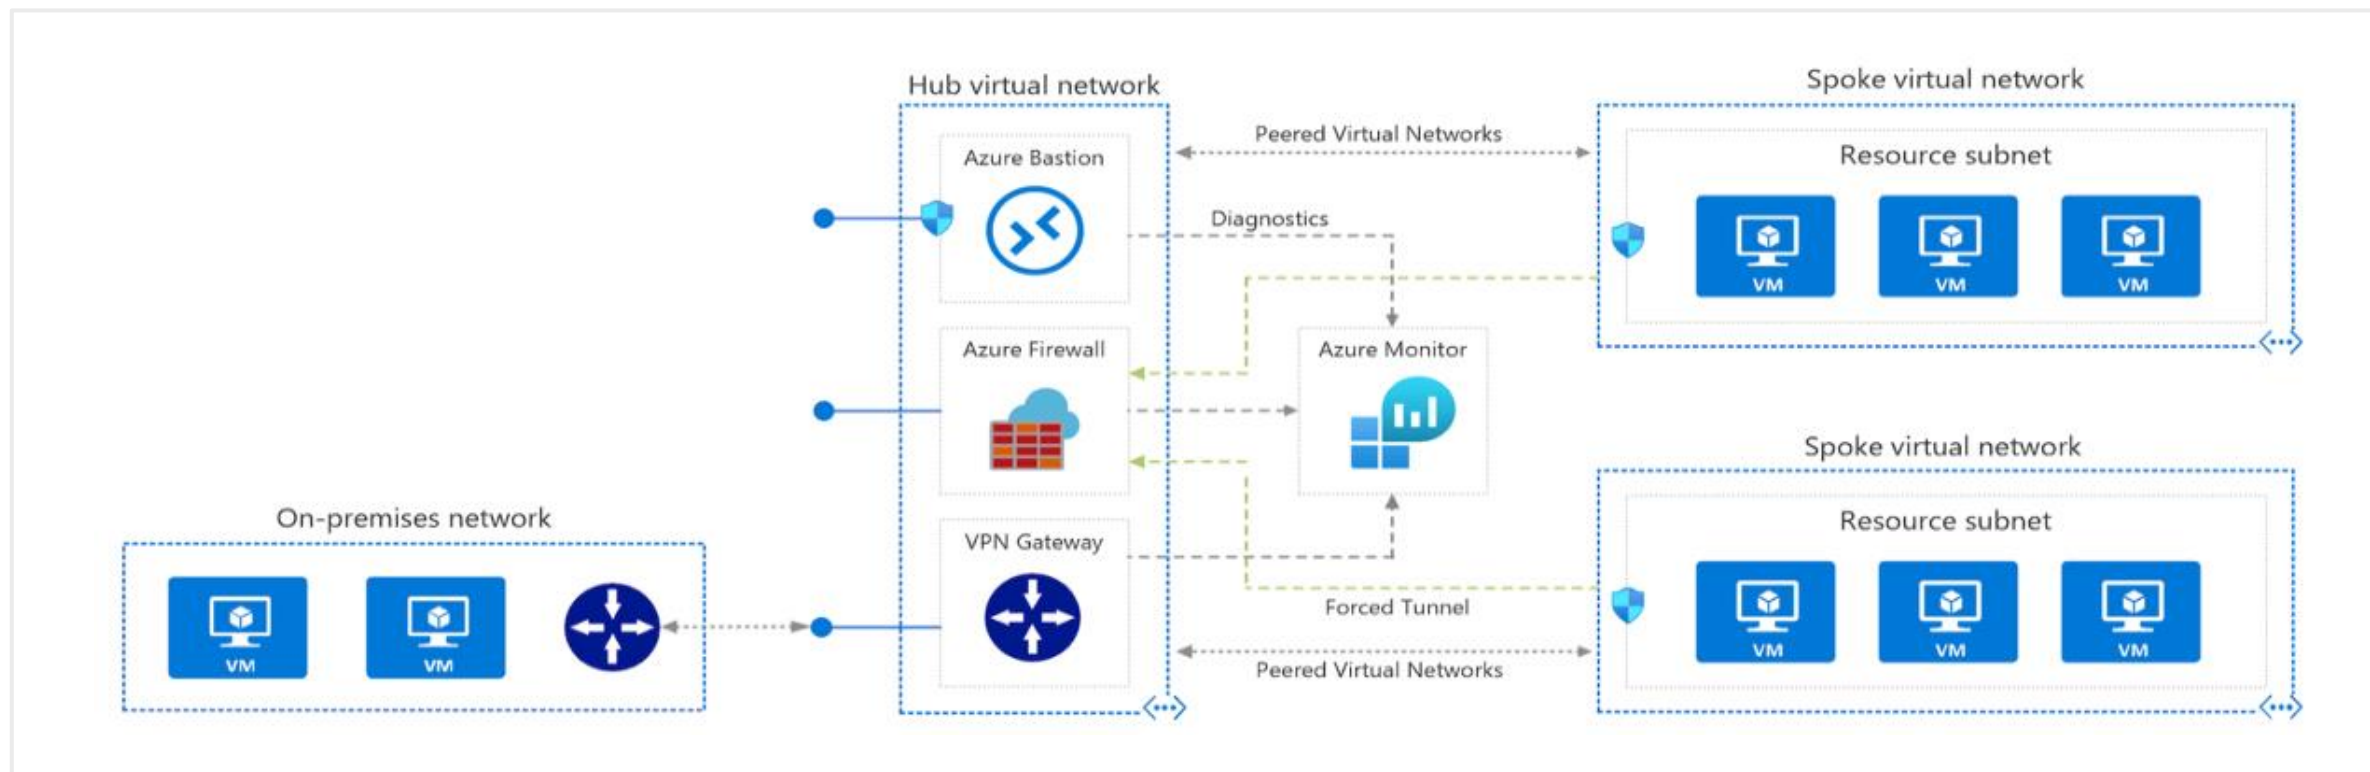 Hub virtual network
Spoke virtual network
Peered Virtual Networks
Azure Bastion
Resource subnet
Diagnostics
VM
VM
VM
Azure Firewall
Azure Monitor
Spoke virtual network
On-premises network
Resource subnet
VPN Gateway
Forced Tunnel
VM
VM
VM
VM
VM
Peered Virtual Networks